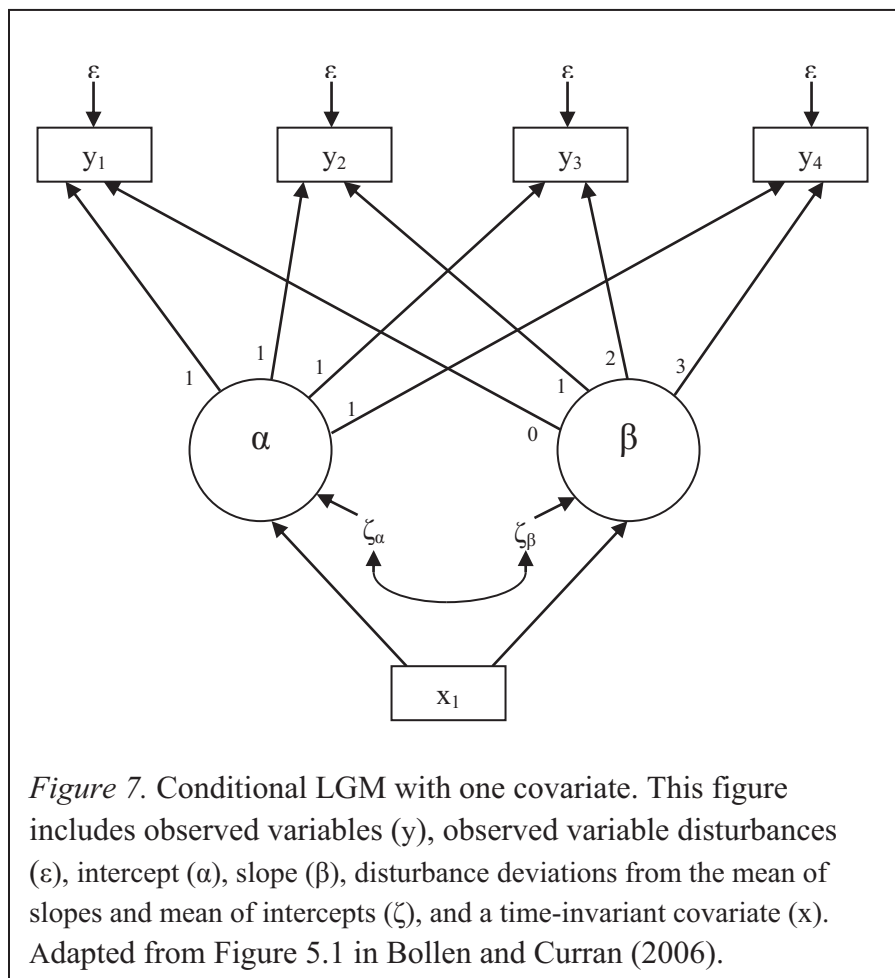 ε ε ε ε
y₁ y₂ y₃ y₄
1 1 1 1 0 1 2 3
α β
ζα ζβ
x₁
Figure 7. Conditional LGM with one covariate. This figure
includes observed variables (y), observed variable disturbances
(ε), intercept (α), slope (β), disturbance deviations from the mean of
slopes and mean of intercepts (ζ), and a time-invariant covariate (x).
Adapted from Figure 5.1 in Bollen and Curran (2006).